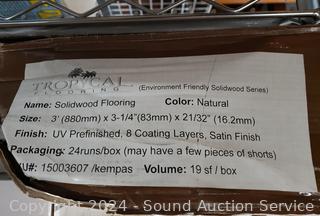 TROPYCAL
FLOORING
(Environment Friendly Solidwood Series)
Name: Solidwood Flooring Color: Natural
Size: 3' (880mm) x 3-1/4"(83mm) x 21/32" (16.2mm)
Finish: UV Prefinished, 8 Coating Layers, Satin Finish
Packaging: 24runs/box (may have a few pieces of shorts)
U#: 15003607 /kempas Volume: 19 sf / box
Copyright 2024 - Sound Auction Service